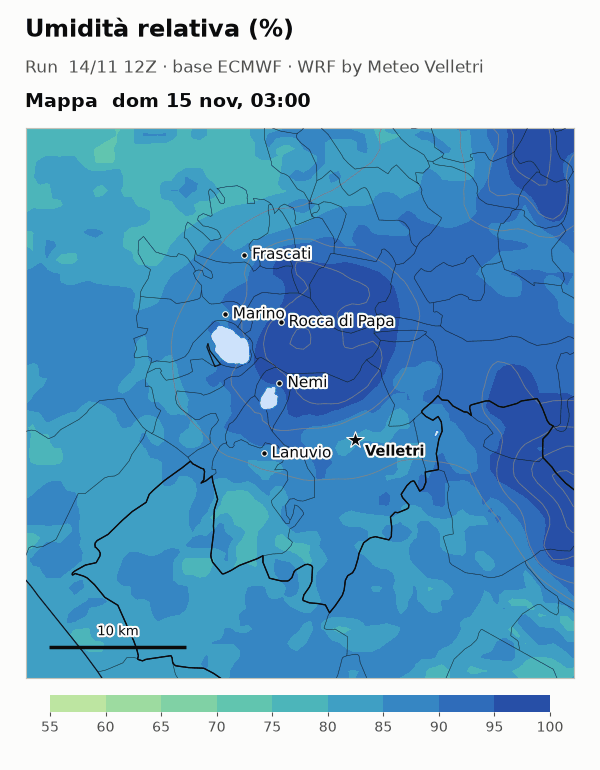 Umidità relativa (%)
Run  14/11 12Z · base ECMWF · WRF by Meteo Velletri
Mappa  dom 15 nov, 03:00
Frascati
Marino
Rocca di Papa
Nemi
Velletri
Lanuvio
10 km
55 60 65 70 75 80 85 90 95 100